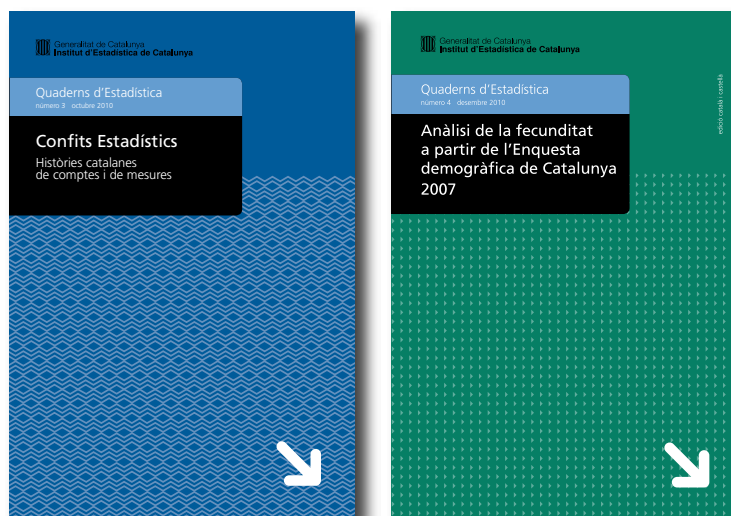 Generalitat de Catalunya
Institut d'Estadística de Catalunya
Quaderns d'Estadística
número 3 octubre 2010
Confits Estadístics
Històries catalanes
de comptes i de mesures
Generalitat de Catalunya
Institut d'Estadística de Catalunya
Quaderns d'Estadística
número 4 desembre 2010
Anàlisi de la fecunditat
a partir de l'Enquesta
demogràfica de Catalunya
2007
edició català i castellà